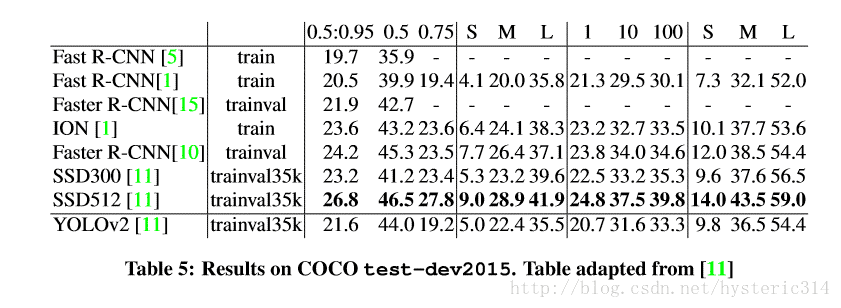 0.5:0.95 0.5 0.75 S M L 1 10 100 S M L
Fast R-CNN [5] train 19.7 35.9 - - - - - - - - - -
Fast R-CNN[1] train 20.5 39.9 19.4 4.1 20.0 35.8 21.3 29.5 30.1 7.3 32.1 52.0
Faster R-CNN[15] trainval 21.9 42.7 - - - - - - - - - -
ION [1] train 23.6 43.2 23.6 6.4 24.1 38.3 23.2 32.7 33.5 10.1 37.7 53.6
Faster R-CNN[10] trainval 24.2 45.3 23.5 7.7 26.4 37.1 23.8 34.0 34.6 12.0 38.5 54.4
SSD300 [11] trainval35k 23.2 41.2 23.4 5.3 23.2 39.6 22.5 33.2 35.3 9.6 37.6 56.5
SSD512 [11] trainval35k 26.8 46.5 27.8 9.0 28.9 41.9 24.8 37.5 39.8 14.0 43.5 59.0
YOLOv2 [11] trainval35k 21.6 44.0 19.2 5.0 22.4 35.5 20.7 31.6 33.3 9.8 36.5 54.4
Table 5: Results on COCO test-dev2015. Table adapted from [11]
http://blog.csdn.net/hysteric314